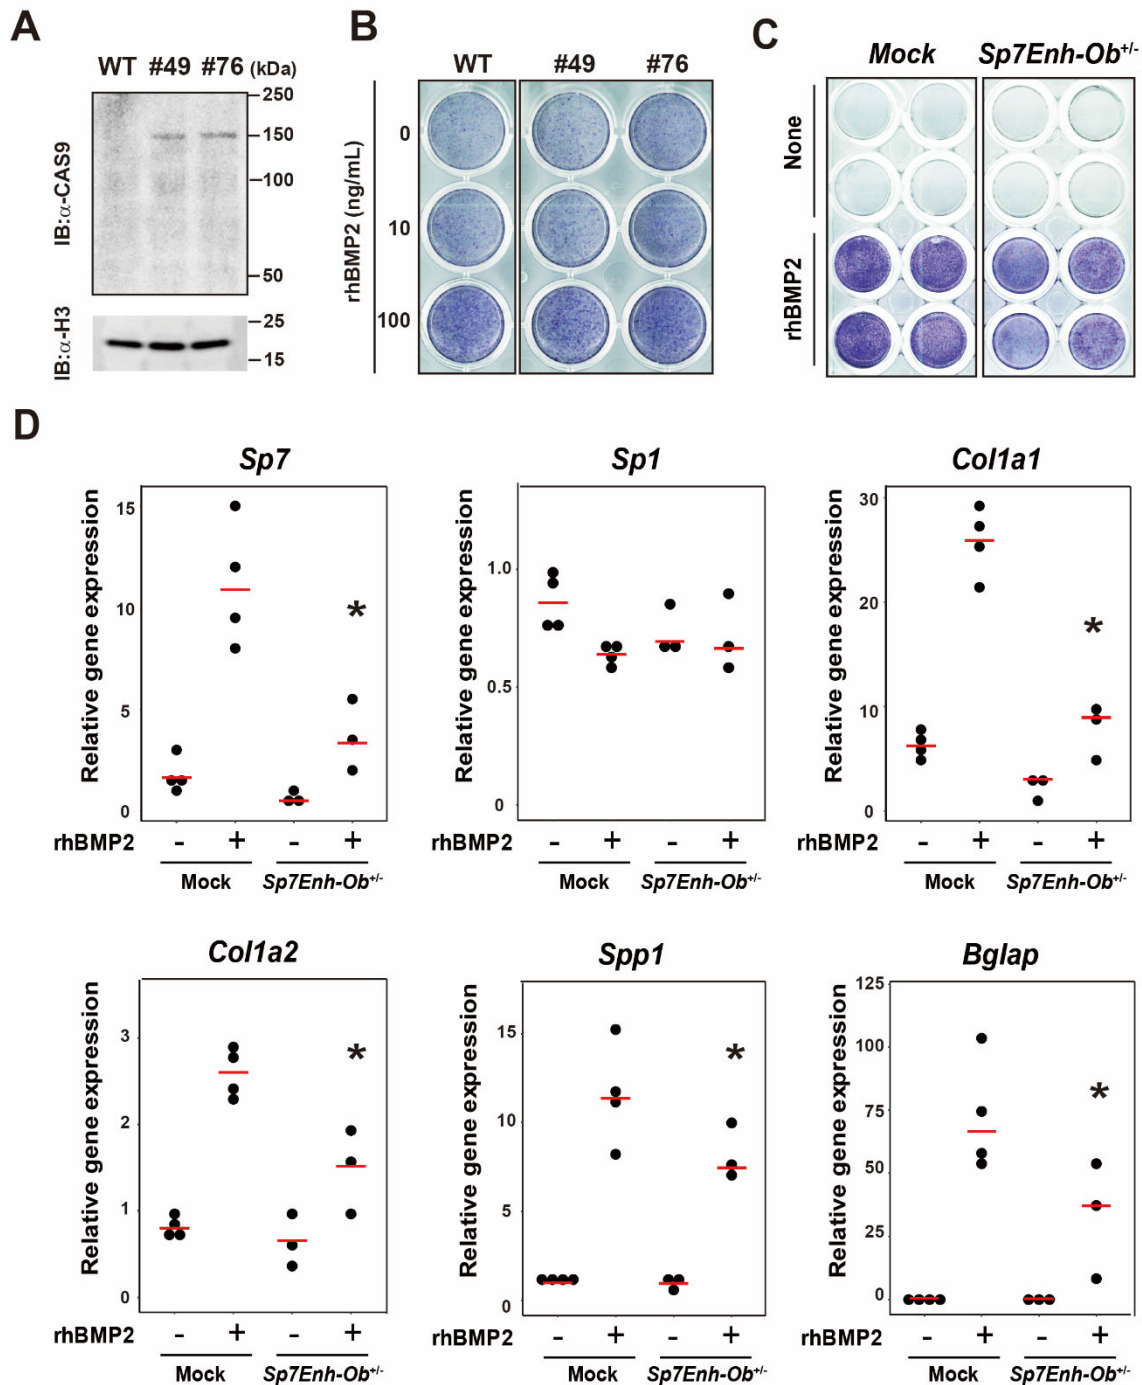 A
WT #49 #76 (kDa)
250
150
100
50
IB:α-CAS9
25
15
IB:α-H3
B
WT #49 #76
0
10
100
rhBMP2 (ng/mL)
C
Mock Sp7Enh-Ob+/-
None
rhBMP2
D
Sp7
Relative gene expression
15
10
5
0
rhBMP2 - + - +
Mock Sp7Enh-Ob+/-
Sp1
Relative gene expression
1.0
0.5
0
rhBMP2 - + - +
Mock Sp7Enh-Ob+/-
Col1a1
Relative gene expression
30
20
10
0
*
rhBMP2 - + - +
Mock Sp7Enh-Ob+/-
Col1a2
Relative gene expression
3
2
1
0
*
rhBMP2 - + - +
Mock Sp7Enh-Ob+/-
Spp1
Relative gene expression
15
10
5
0
*
rhBMP2 - + - +
Mock Sp7Enh-Ob+/-
Bglap
Relative gene expression
125
100
75
50
25
0
*
rhBMP2 - + - +
Mock Sp7Enh-Ob+/-